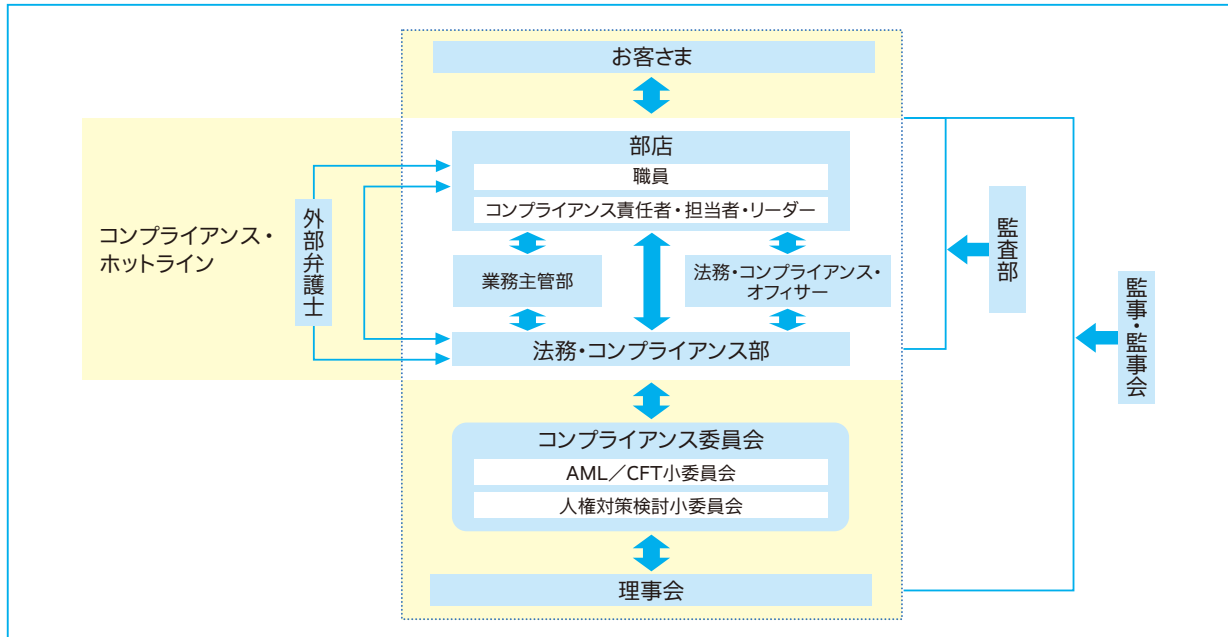 お客さま
部店
職員
コンプライアンス責任者・担当者・リーダー
コンプライアンス・
ホットライン
外部弁護士
業務主管部
法務・コンプライアンス・
オフィサー
法務・コンプライアンス部
監査部
監事・監事会
コンプライアンス委員会
AML／CFT小委員会
人権対策検討小委員会
理事会